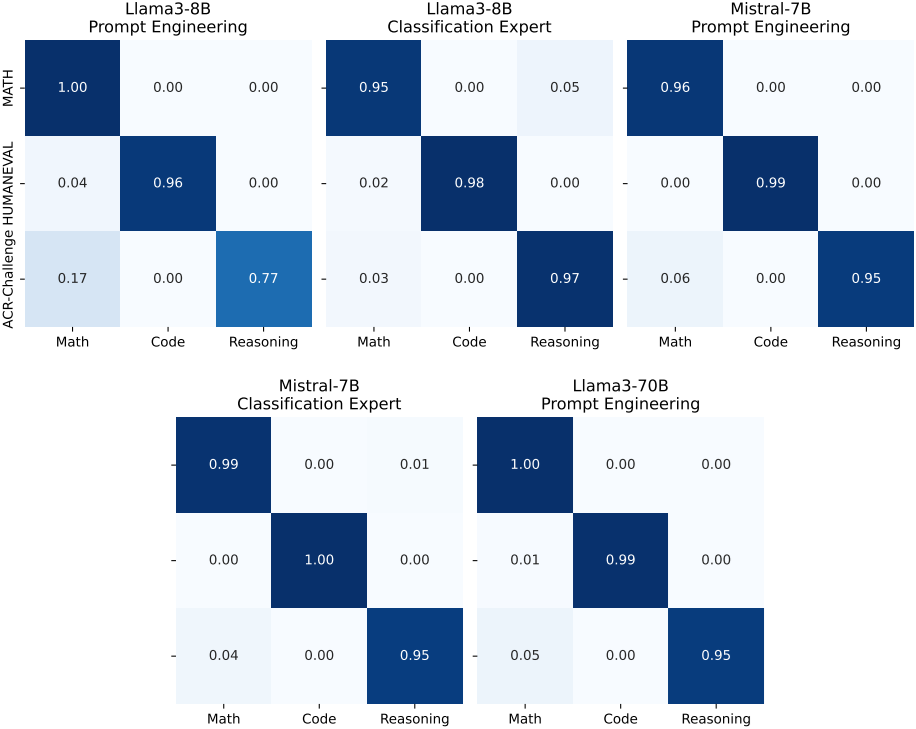 Llama3-8B
Prompt Engineering
Llama3-8B
Classification Expert
Mistral-7B
Prompt Engineering
MATH
1.00 0.00 0.00
0.95 0.00 0.05
0.96 0.00 0.00
HUMANEVAL
0.04 0.96 0.00
0.02 0.98 0.00
0.00 0.99 0.00
ACR-Challenge
0.17 0.00 0.77
0.03 0.00 0.97
0.06 0.00 0.95
Math Code Reasoning
Math Code Reasoning
Math Code Reasoning
Mistral-7B
Classification Expert
Llama3-70B
Prompt Engineering
0.99 0.00 0.01
1.00 0.00 0.00
0.00 1.00 0.00
0.01 0.99 0.00
0.04 0.00 0.95
0.05 0.00 0.95
Math Code Reasoning
Math Code Reasoning